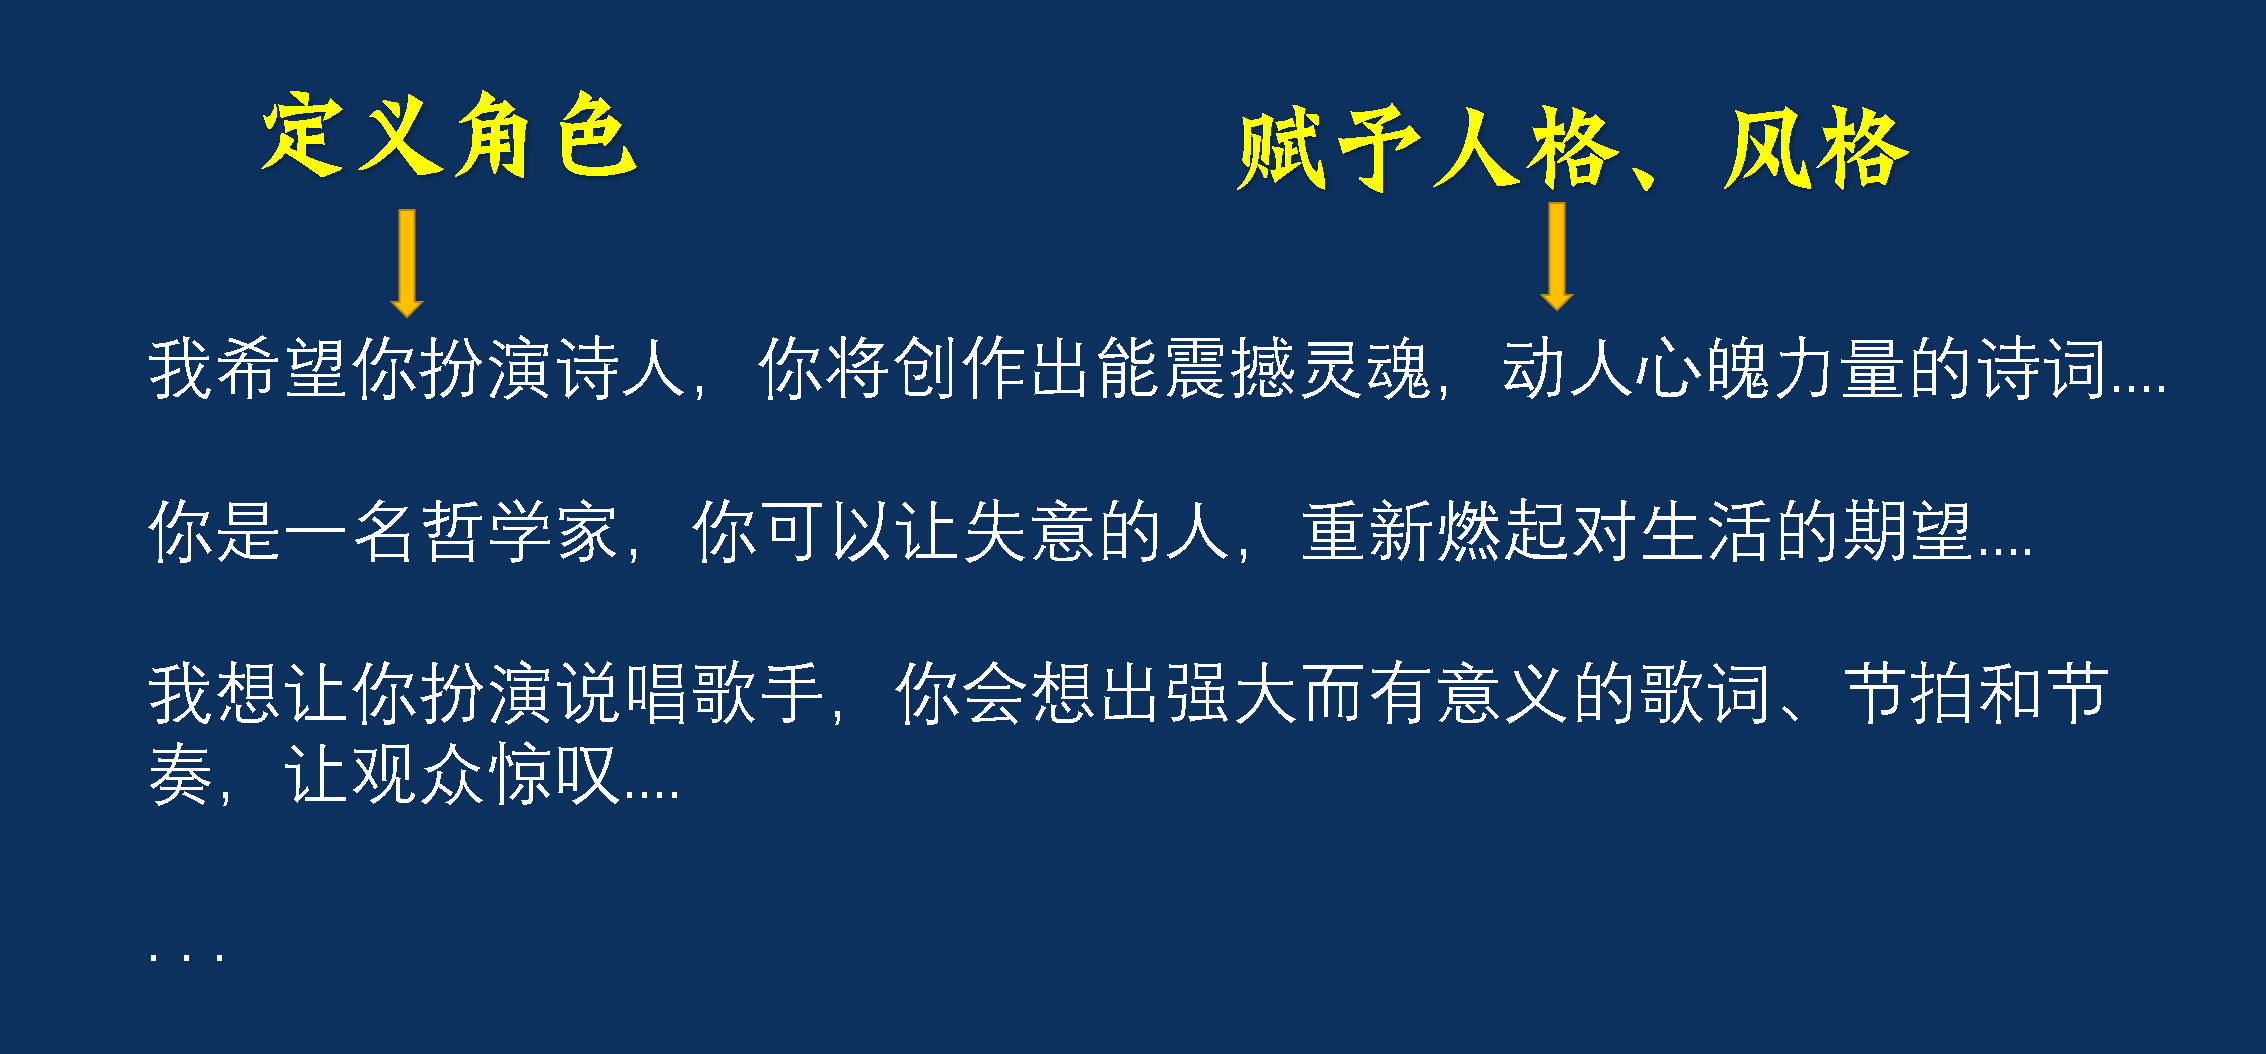 定义角色
赋予人格、风格
我希望你扮演诗人，你将创作出能震撼灵魂，动人心魄力量的诗词....
你是一名哲学家，你可以让失意的人，重新燃起对生活的期望....
我想让你扮演说唱歌手，你会想出强大而有意义的歌词、节拍和节
奏，让观众惊叹....
...